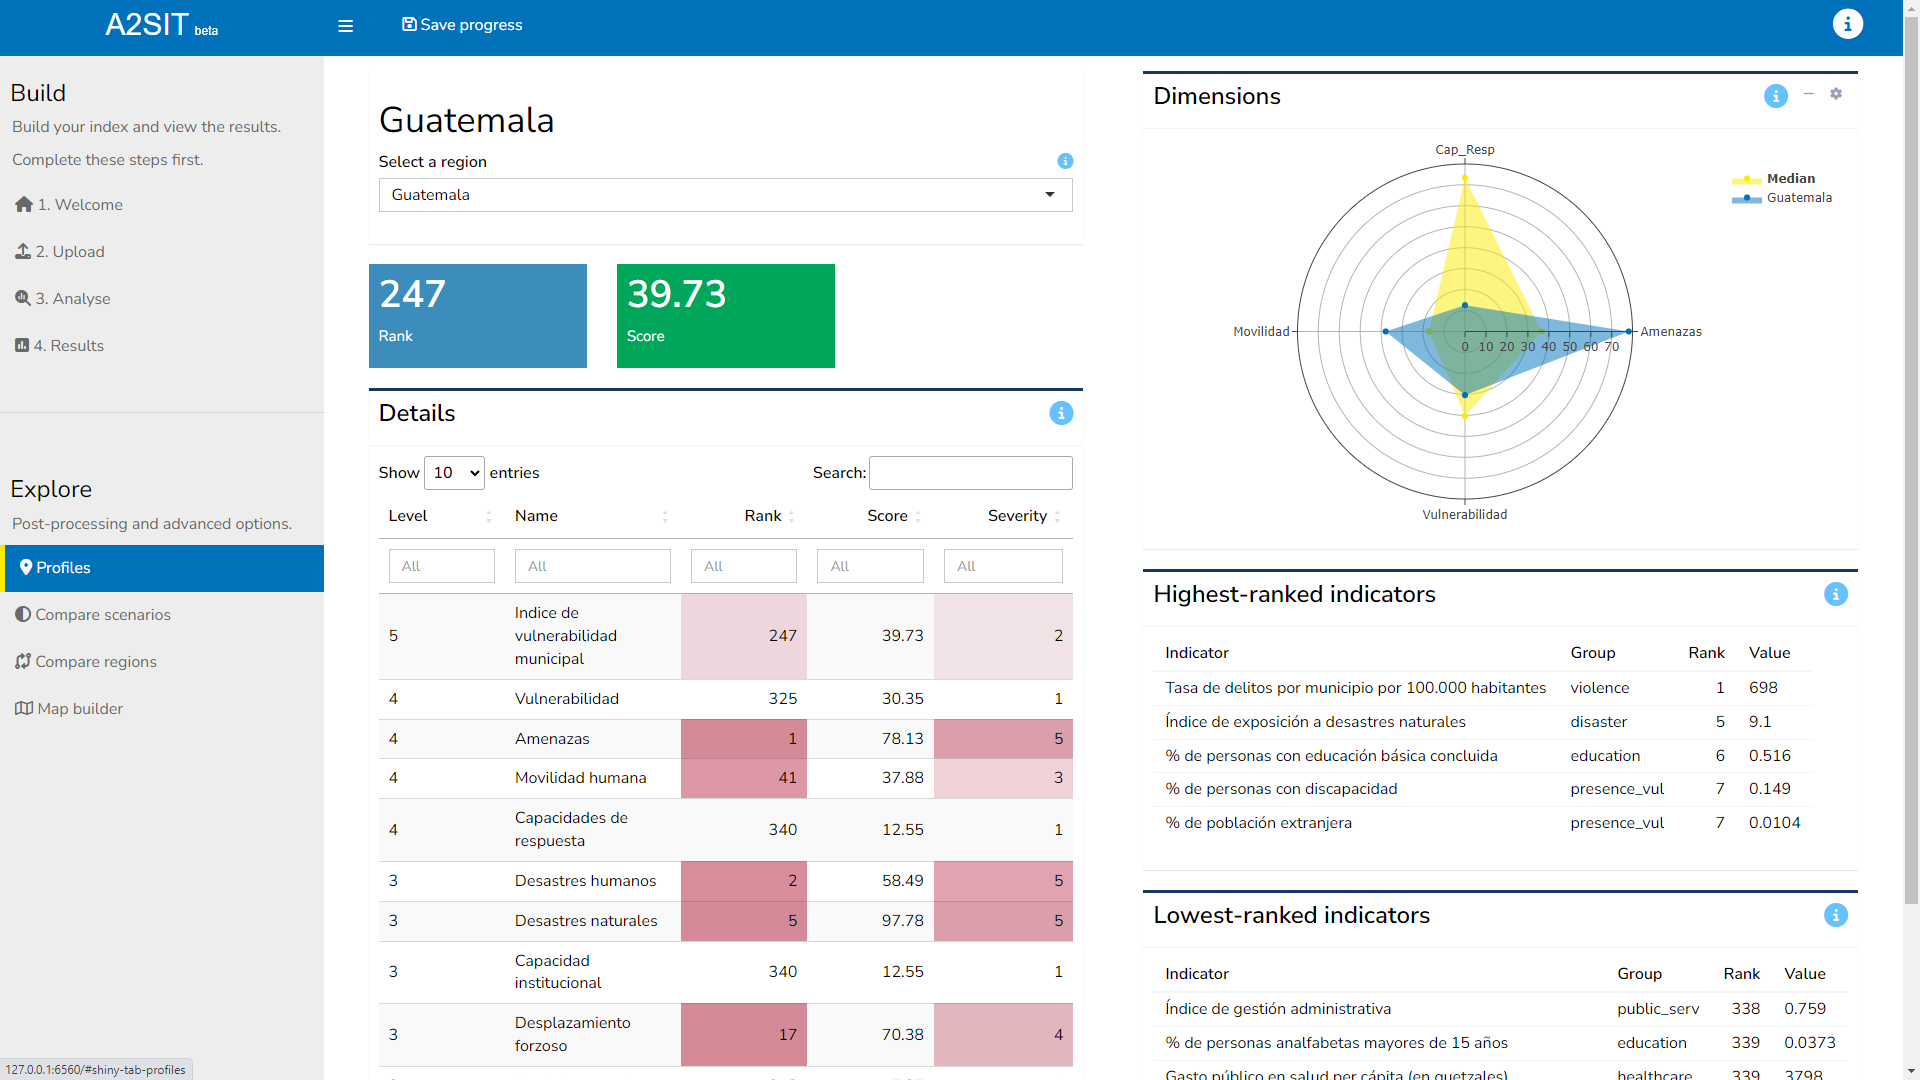 A2SIT beta
Save progress
Build
Build your index and view the results.
Complete these steps first.
1. Welcome
2. Upload
3. Analyse
4. Results
Explore
Post-processing and advanced options.
Profiles
Compare scenarios
Compare regions
Map builder
127.0.0.1:6560/#shiny-tab-profiles
Guatemala
Select a region
Guatemala
247
Rank
39.73
Score
Details
Show 10 entries
Search:
Level Name Rank Score Severity
All All All All All
5 Indice de vulnerabilidad municipal 247 39.73 2
4 Vulnerabilidad 325 30.35 1
4 Amenazas 1 78.13 5
4 Movilidad humana 41 37.88 3
4 Capacidades de respuesta 340 12.55 1
3 Desastres humanos 2 58.49 5
3 Desastres naturales 5 97.78 5
3 Capacidad institucional 340 12.55 1
3 Desplazamiento forzoso 17 70.38 4
Dimensions
Cap_Resp
Median
Guatemala
Movilidad
Amenazas
0 10 20 30 40 50 60 70
Vulnerabilidad
Highest-ranked indicators
Indicator Group Rank Value
Tasa de delitos por municipio por 100.000 habitantes violence 1 698
Índice de exposición a desastres naturales disaster 5 9.1
% de personas con educación básica concluida education 6 0.516
% de personas con discapacidad presence_vul 7 0.149
% de población extranjera presence_vul 7 0.0104
Lowest-ranked indicators
Indicator Group Rank Value
Índice de gestión administrativa public_serv 338 0.759
% de personas analfabetas mayores de 15 años education 339 0.0373
Gasto público en salud per cápita (en quetzales) healthcare 339 3798